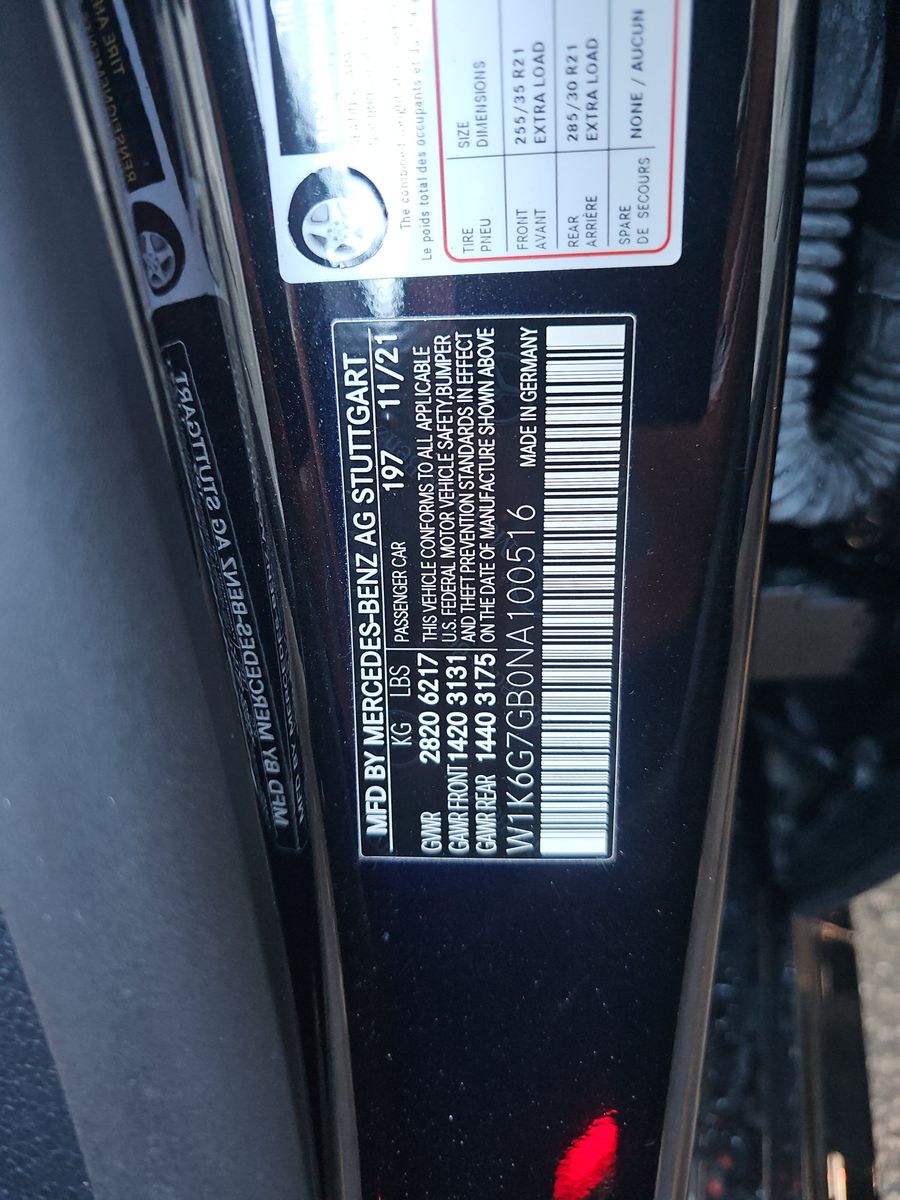 The combined
Le poids total des occupants et du
TIRE SIZE
PNEU DIMENSIONS
FRONT 255/35 R21
AVANT EXTRA LOAD
REAR 285/30 R21
ARRIÈRE EXTRA LOAD
SPARE NONE / AUCUN
DE SECOURS
MFD BY MERCEDES-BENZ AG STUTTGART
KG LBS PASSENGER CAR 197 11/21
GVWR 2820 6217 THIS VEHICLE CONFORMS TO ALL APPLICABLE
GAWR FRONT 1420 3131 U.S. FEDERAL MOTOR VEHICLE SAFETY,BUMPER
AND THEFT PREVENTION STANDARDS IN EFFECT
GAWR REAR 1440 3175 ON THE DATE OF MANUFACTURE SHOWN ABOVE
W1K6G7GB0NA100516 MADE IN GERMANY
MFD BY MERCEDES-BENZ AG STUTTGART